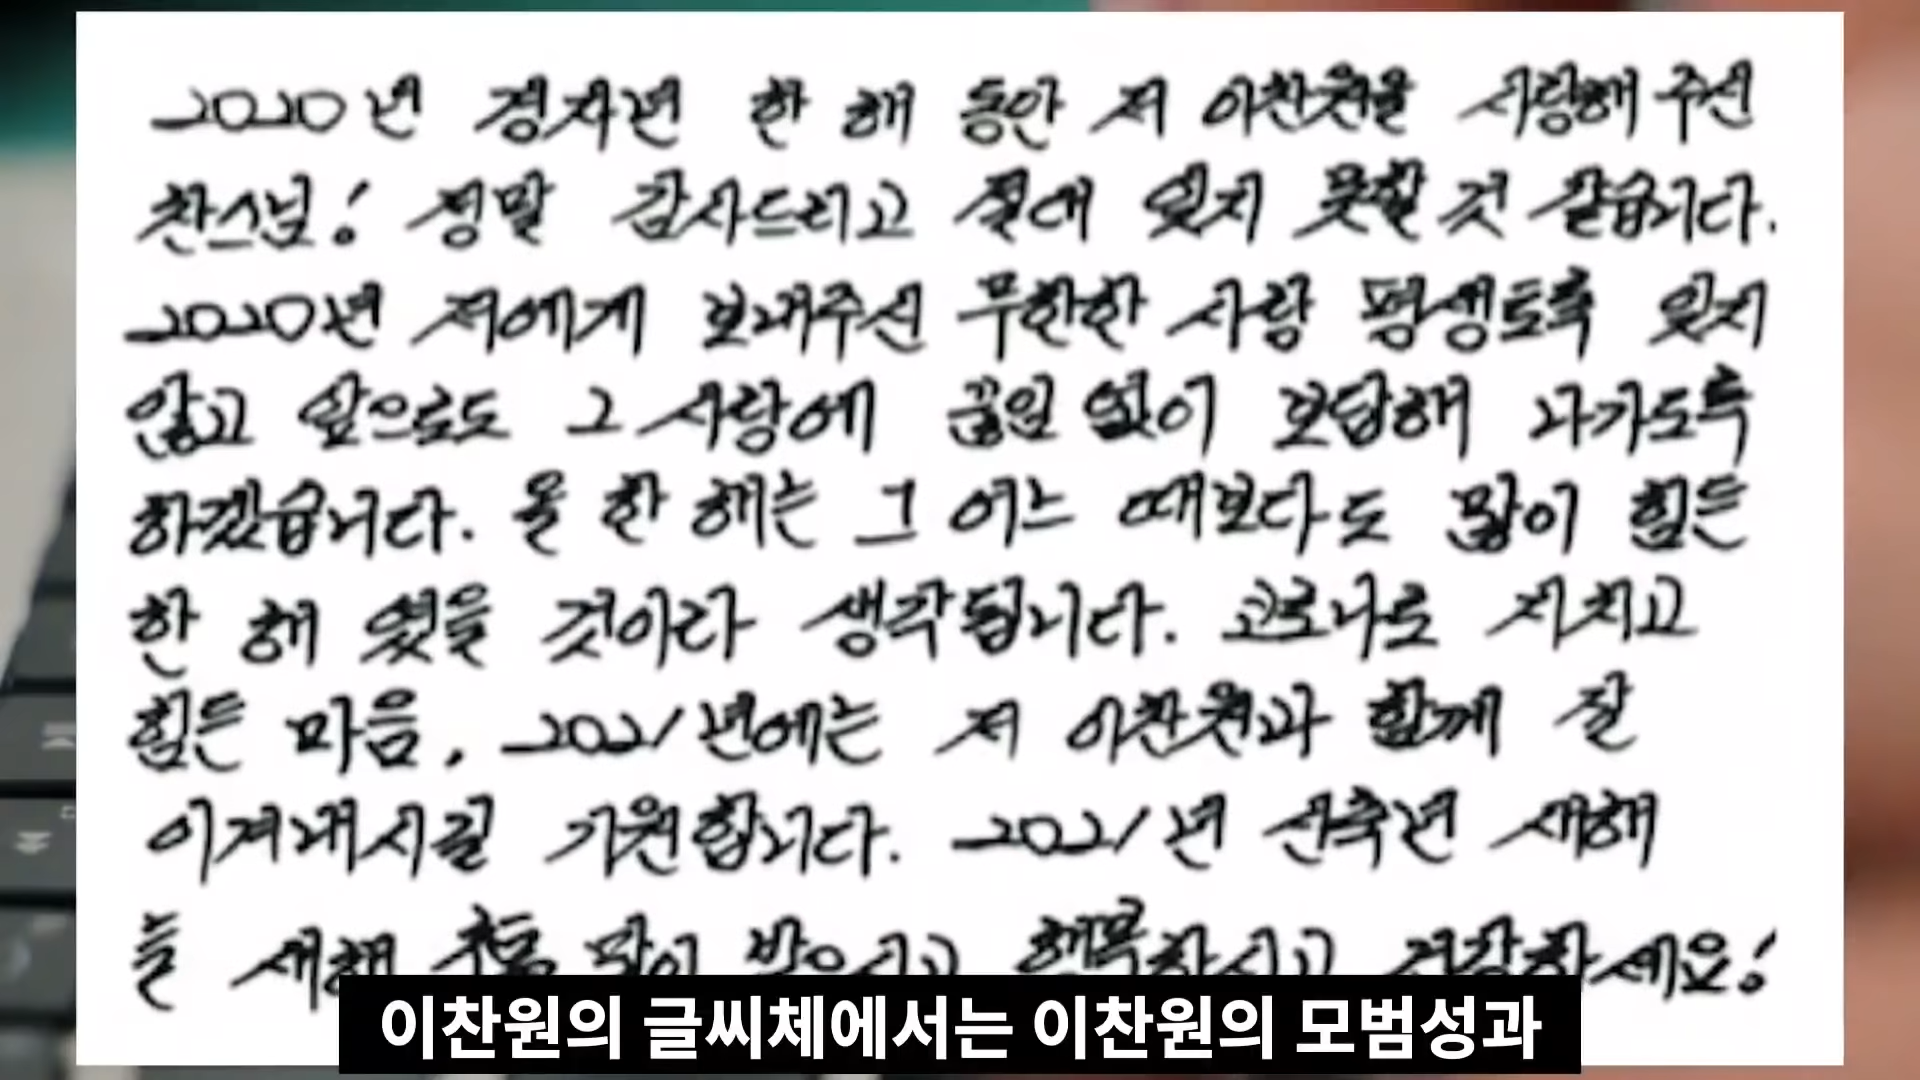 2020년 경자년 한 해 동안 저 이찬원을 사랑해 주신
찬스님! 정말 감사드리고 절대 잊지 못할 것 같습니다.
2020년 저에게 보내주신 무한한 사랑 평생토록 잊지
않고 앞으로도 그 사랑에 끊임 없이 보답해 나가도록
하겠습니다. 올 한 해는 그 어느 때보다도 많이 힘든
한 해 였을 것이라 생각됩니다. 코로나로 지치고
힘든 마음, 2021년에는 저 이찬원과 함께 잘
이겨내시길 기원합니다. 2021년 신축년 새해
늘 새해 많이 받으시고 행복하시고 건강하세요!
이찬원의 글씨체에서는 이찬원의 모범성과